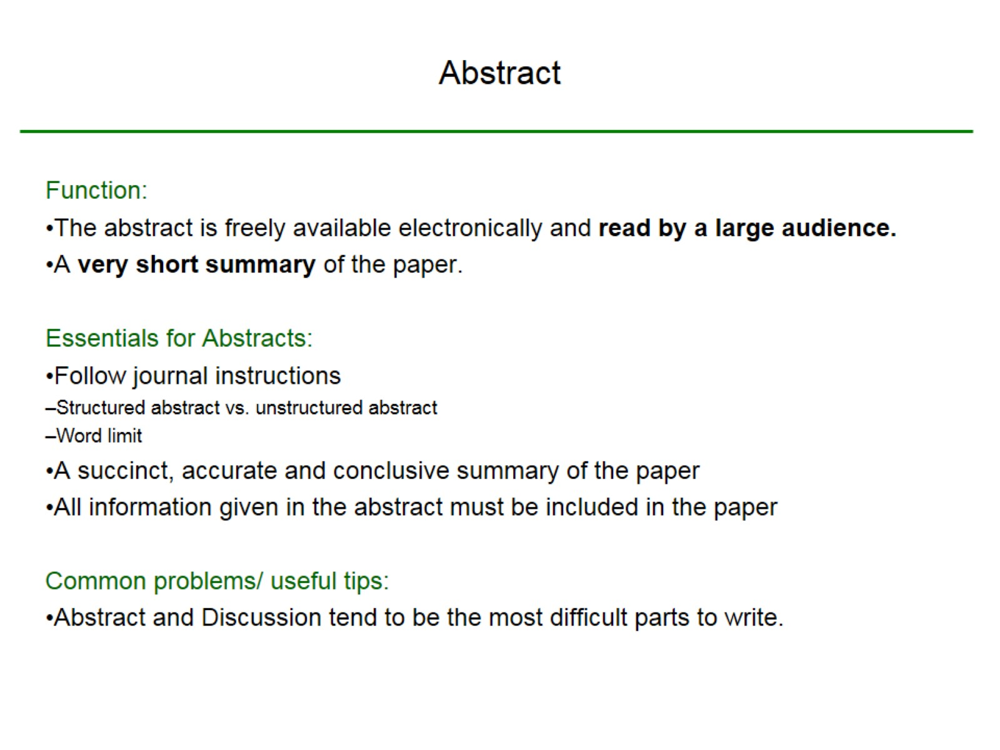 Abstract
Function:
•The abstract is freely available electronically and read by a large audience.
•A very short summary of the paper.
Essentials for Abstracts:
•Follow journal instructions
–Structured abstract vs. unstructured abstract
–Word limit
•A succinct, accurate and conclusive summary of the paper
•All information given in the abstract must be included in the paper
Common problems/ useful tips:
•Abstract and Discussion tend to be the most difficult parts to write.